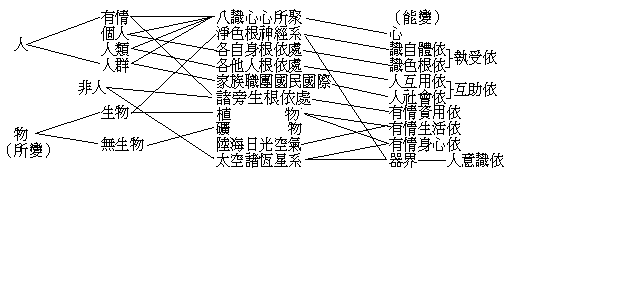 有情 八識心心所聚 （能變）
個人 淨色根神經系 心
人 人類 各自身根依處 識自體依
人群 各他人根依處 識色根依 執受依
家族職團國民國際 人互用依
非人 諸旁生根依處 人社會依 互助依
生物 植物 有情資用依
物 礦物 有情生活依
（所變） 無生物 陸海日光空氣 有情身心依
太空諸恆星系 器界——人意識依